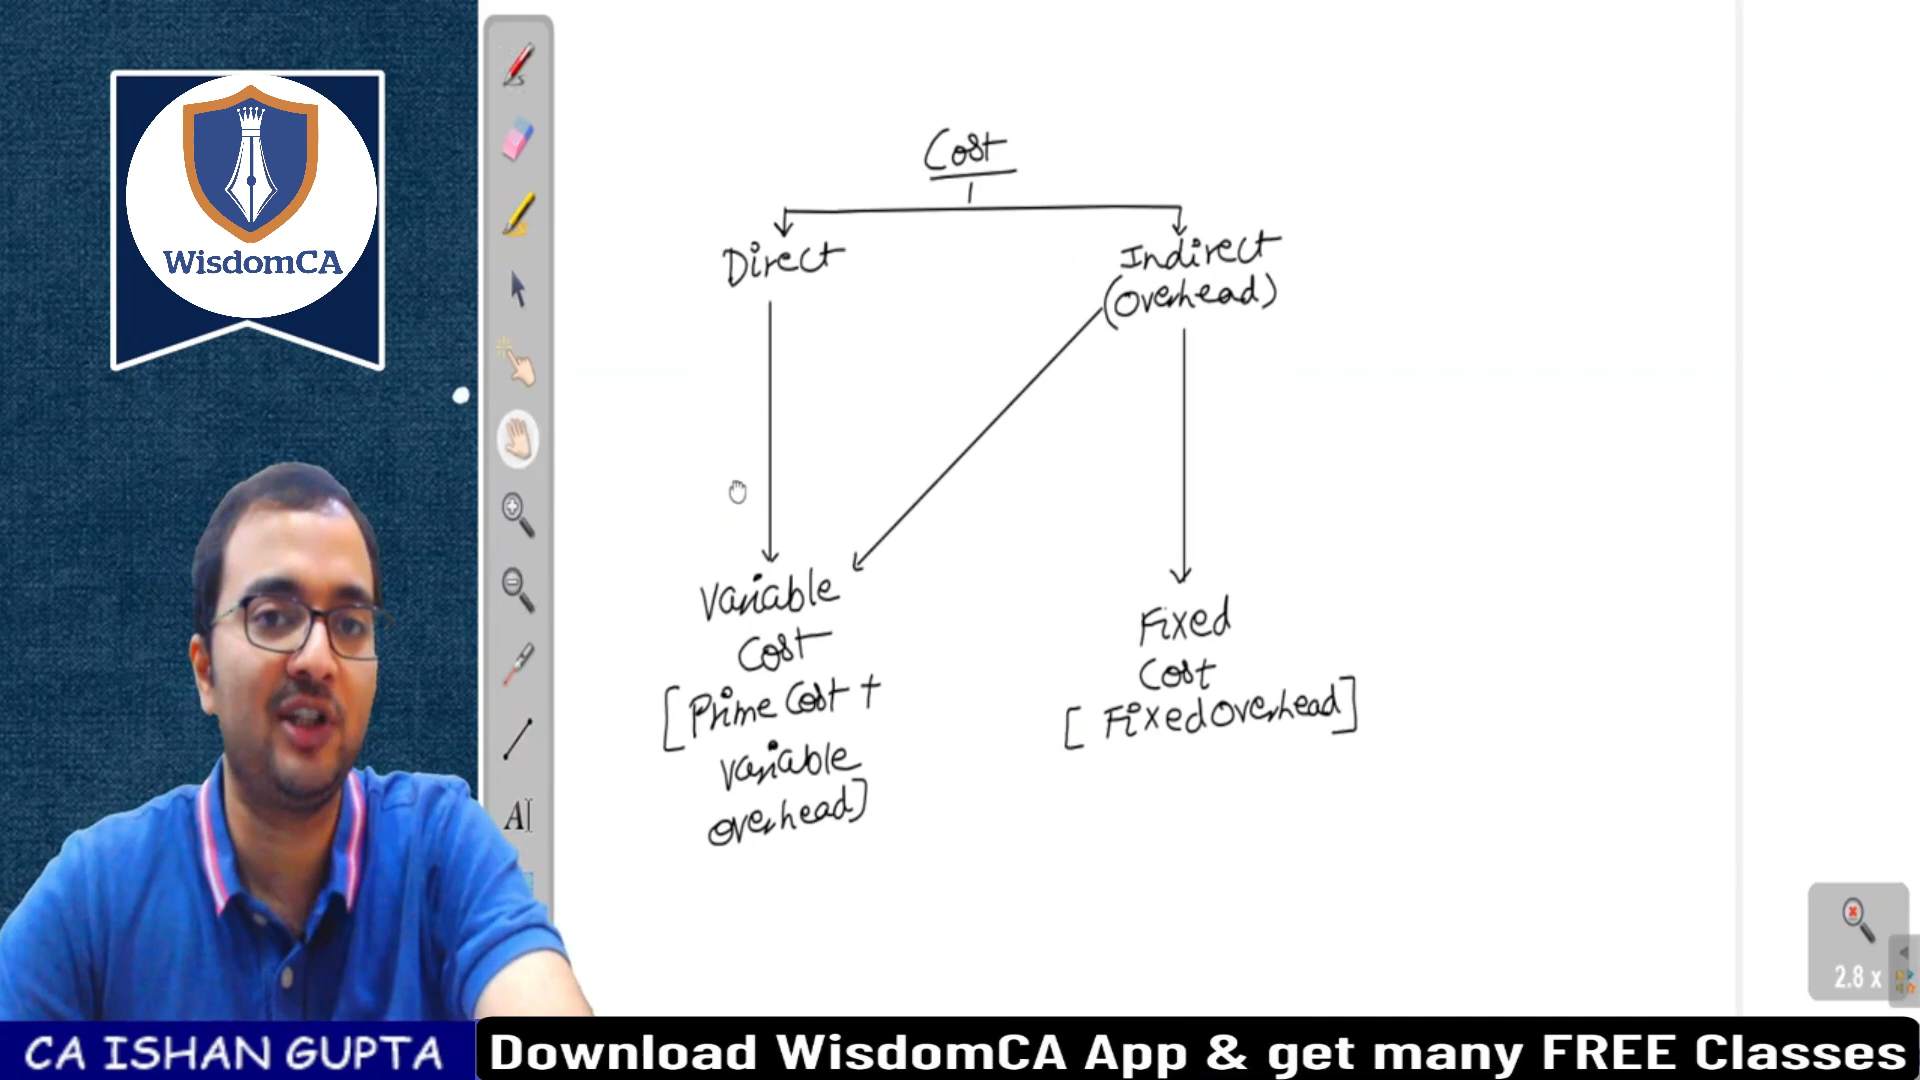 WisdomCA
Cost
Direct
Indirect
(Overhead)
Variable
Cost
[Prime Cost +
Variable
overhead]
Fixed
Cost
[Fixed Overhead]
A
2.8 x
CA ISHAN GUPTA
Download WisdomCA App & get many FREE Classes